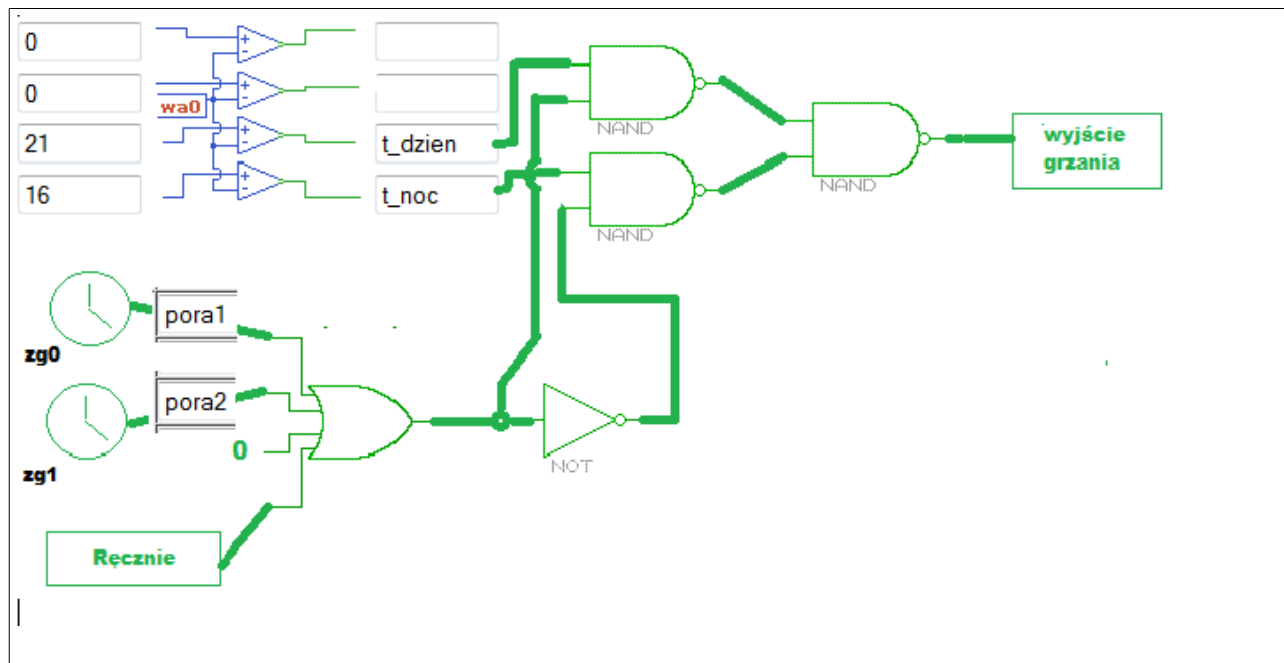 0
0
wa0
21
t_dzien
16
t_noc
NAND
NAND
NAND
wyjście
grzania
pora1
zg0
pora2
0
zg1
NOT
Ręcznie